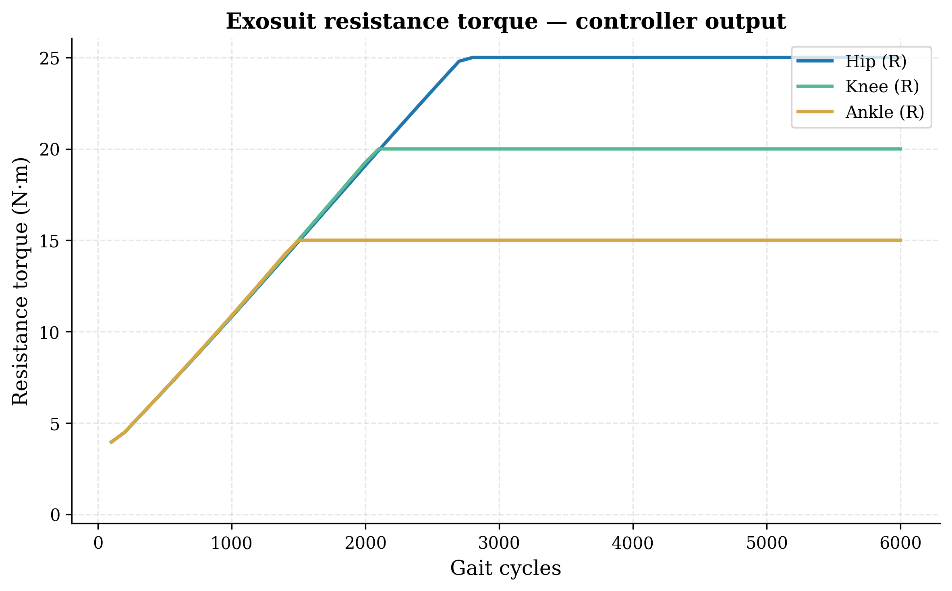 Exosuit resistance torque — controller output
Resistance torque (N·m)
25
20
15
10
5
0
Hip (R)
Knee (R)
Ankle (R)
0 1000 2000 3000 4000 5000 6000
Gait cycles